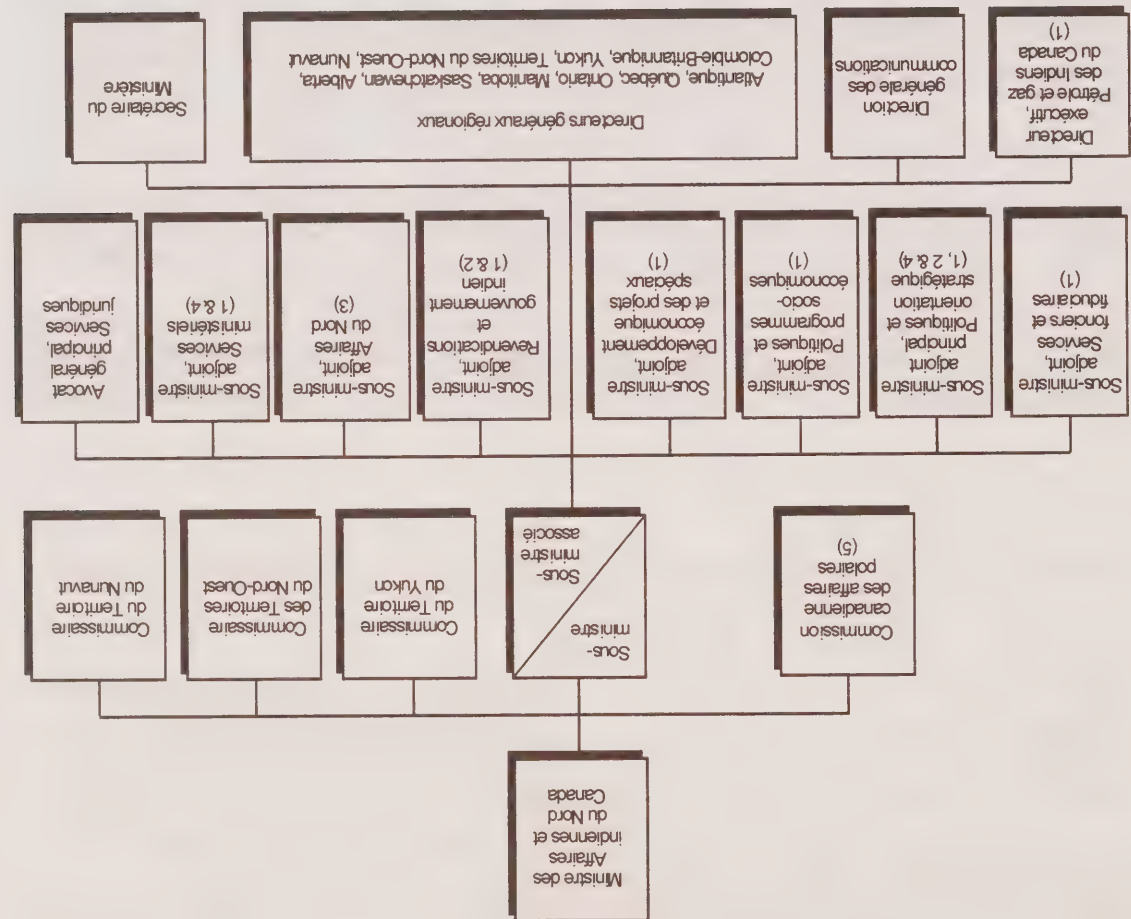 Ministre des
Affaires
indiennes et
du Nord
Canada
Commission
canadienne
des affaires
polaires
(5)
Sous-
ministre
Sous-
ministre
associé
Commissaire
du Territoire
du Yukon
Commissaire
des Territoires
du Nord-Ouest
Commissaire
du Territoire
du Nunavut
Sous-ministre
adjoint,
Services
fonciers et
fiduciaires
(1)
Sous-ministre
adjoint
principal,
Politiques et
orientation
stratégique
(1, 2 & 4)
Sous-ministre
adjoint,
Politiques et
programmes
socio-
économiques
(1)
Sous-ministre
adjoint,
Développement
économique
et des projets
spéciaux
(1)
Sous-ministre
adjoint,
Revendications
et
gouvernement
indien
(1 & 2)
Sous-ministre
adjoint,
Affaires
du Nord
(3)
Sous-ministre
adjoint,
Services
ministériels
(1 & 4)
Avocat
général
principal,
Services
juridiques
Directeur
exécutif,
Pétrole et gaz
des Indiens
du Canada
(1)
Direction
générale des
communications
Directeurs généraux régionaux
Atlantique, Québec, Ontario, Manitoba, Saskatchewan, Alberta,
Colombie-Britannique, Yukon, Territoires du Nord-Ouest, Nunavut
Secrétaire du
Ministère